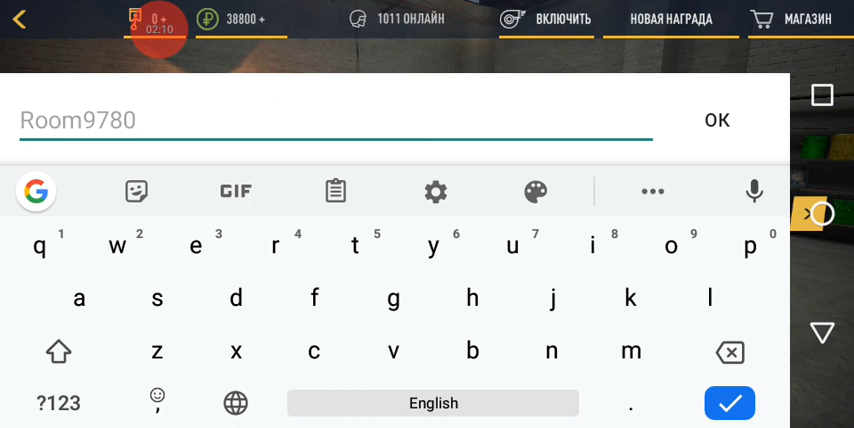 0 +
02:10
38800 +
1011 ОНЛАЙН
ВКЛЮЧИТЬ
НОВАЯ НАГРАДА
МАГАЗИН
Room9780
OK
G
GIF
q 1 w 2 e 3 r 4 t 5 y 6 u 7 i 8 o 9 p 0
a s d f g h j k l
z x c v b n m
?123 , English .